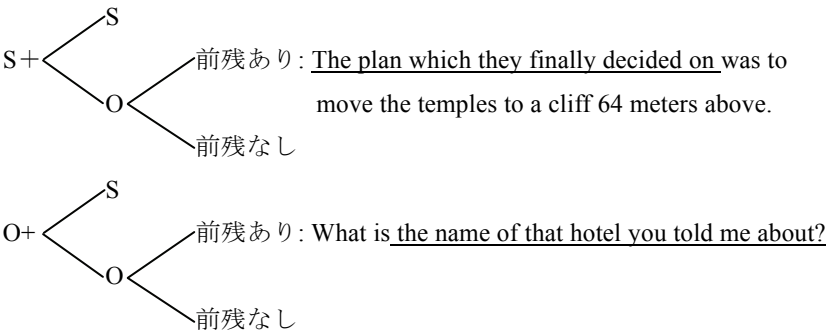 S
S+
前残あり: The plan which they finally decided on was to
O
move the temples to a cliff 64 meters above.
前残なし
S
O+
前残あり: What is the name of that hotel you told me about?
O
前残なし